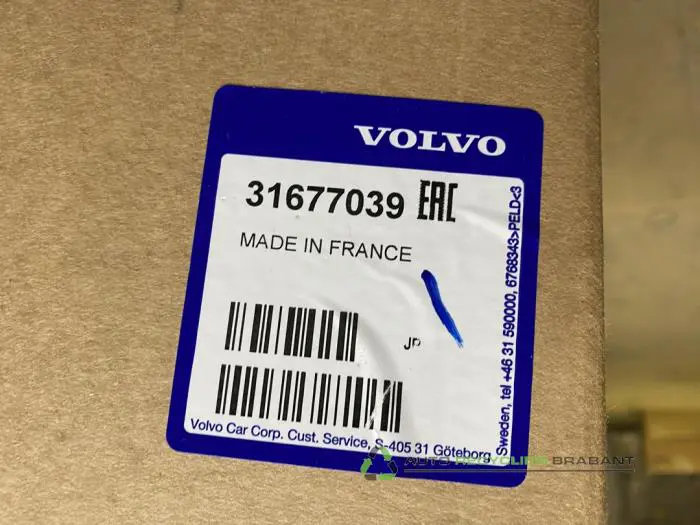 VOLVO
31677039 EAC
MADE IN FRANCE
JP
Volvo Car Corp. Cust. Service, S-405 31 Göteborg
Sweden, tel +46 31 590000, 6768343>PELD<3
AUTO RECYCLING BRABANT